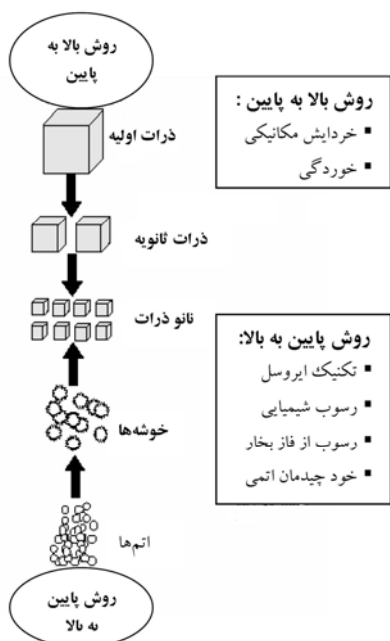 روش بالا به
پایین
ذرات اولیه
ذرات ثانویه
نانو ذرات
خوشه‌ها
اتم‌ها
روش پایین
به بالا
روش بالا به پایین :
▪ خردایش مکانیکی
▪ خوردگی
روش پایین به بالا:
▪ تکنیک ایروسل
▪ رسوب شیمیایی
▪ رسوب از فاز بخار
▪ خود چیدمان اتمی